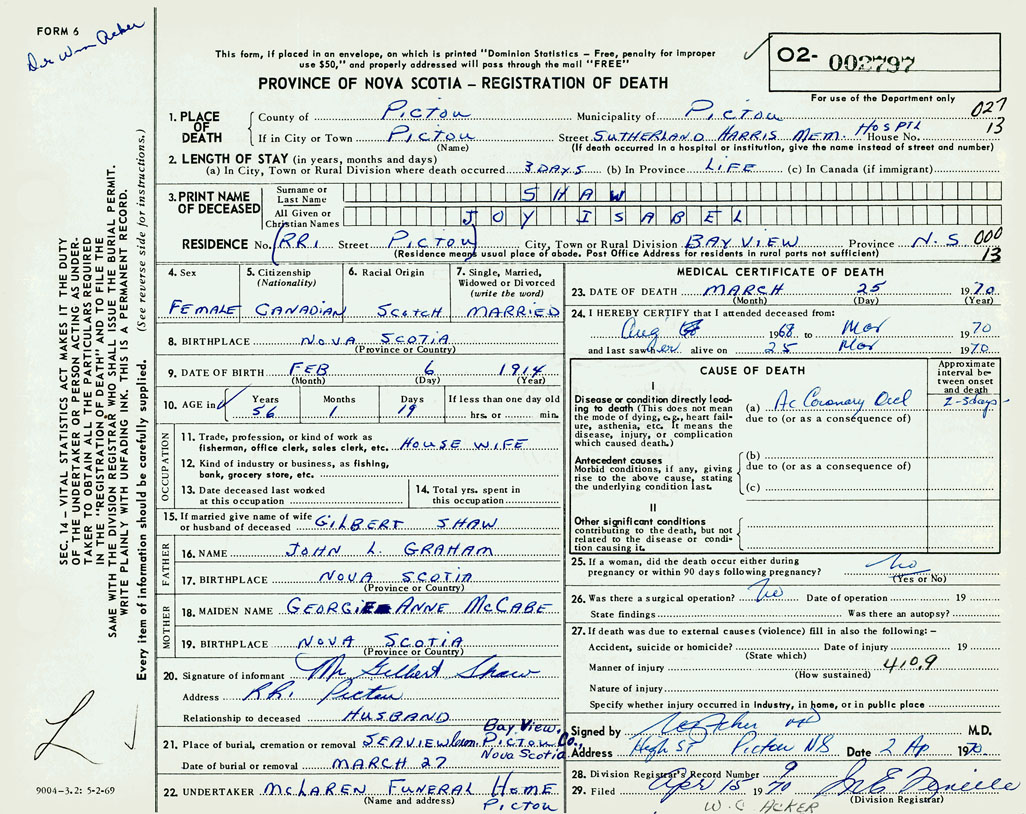 FORM 6
Dr Wm Acker
This form, if placed in an envelope, on which is printed "Dominion Statistics – Free, penalty for improper
use $50," and properly addressed will pass through the mail "FREE"
PROVINCE OF NOVA SCOTIA – REGISTRATION OF DEATH
O2- 002797
For use of the Department only
027
13
1. PLACE OF DEATH
County of PICTOU Municipality of PICTOU
If in City or Town PICTOU Street SUTHERLAND HARRIS MEM. HOSPTL House No.
(Name) (If death occurred in a hospital or institution, give the name instead of street and number)
2. LENGTH OF STAY (in years, months and days)
(a) In City, Town or Rural Division where death occurred 3 DAYS (b) In Province LIFE (c) In Canada (if immigrant)
3. PRINT NAME OF DECEASED
Surname or Last Name SHAW
All Given or Christian Names JOY ISABEL
RESIDENCE No. (RR1 Street PICTOU) City, Town or Rural Division BAYVIEW Province N.S 000
(Residence means usual place of abode. Post Office Address for residents in rural parts not sufficient) 13
4. Sex FEMALE
5. Citizenship (Nationality) CANADIAN
6. Racial Origin SCOTCH
7. Single, Married, Widowed or Divorced (write the word) MARRIED
8. BIRTHPLACE NOVA SCOTIA
(Province or Country)
9. DATE OF BIRTH FEB 6 1914
(Month) (Day) (Year)
10. AGE in Years Months Days If less than one day old
56 1 19 hrs. or min.
OCCUPATION
11. Trade, profession, or kind of work as
fisherman, office clerk, sales clerk, etc. HOUSE WIFE
12. Kind of industry or business, as fishing,
bank, grocery store, etc.
13. Date deceased last worked
at this occupation
14. Total yrs. spent in
this occupation
15. If married give name of wife
or husband of deceased GILBERT SHAW
FATHER
16. NAME JOHN L. GRAHAM
17. BIRTHPLACE NOVA SCOTIA
(Province or Country)
MOTHER
18. MAIDEN NAME GEORGIE ANNE McCABE
19. BIRTHPLACE NOVA SCOTIA
(Province or Country)
20. Signature of informant Mr Gilbert Shaw
Address RR1 Pictou
Relationship to deceased HUSBAND
21. Place of burial, cremation or removal SEAVIEW Cem. Bay View, PICTOU Co., Nova Scotia
Date of burial or removal MARCH 27
22. UNDERTAKER McLAREN FUNERAL HOME
(Name and address) PICTOU
MEDICAL CERTIFICATE OF DEATH
23. DATE OF DEATH MARCH 25 1970
(Month) (Day) (Year)
24. I HEREBY CERTIFY that I attended deceased from:
Aug 1968 to Mar 1970
and last saw her alive on 25 Mar 1970
CAUSE OF DEATH
Approximate interval between onset and death
I
Disease or condition directly leading to death (This does not mean the mode of dying, e.g., heart failure, asthenia, etc. It means the disease, injury, or complication which caused death.)
(a) Ac Coronary Occl 2-5 days
due to (or as a consequence of)
Antecedent causes
Morbid conditions, if any, giving rise to the above cause, stating the underlying condition last.
(b)
due to (or as a consequence of)
(c)
II
Other significant conditions
contributing to the death, but not related to the disease or condition causing it.
25. If a woman, did the death occur either during
pregnancy or within 90 days following pregnancy? no
(Yes or No)
26. Was there a surgical operation? no Date of operation 19
State findings Was there an autopsy?
27. If death was due to external causes (violence) fill in also the following: –
Accident, suicide or homicide? Date of injury 19
(State which)
Manner of injury 410.9
(How sustained)
Nature of injury
Specify whether injury occurred in industry, in home, or in public place
Signed by W C Acker MD M.D.
Address High St Pictou NS Date 2 Ap 1970
28. Division Registrar's Record Number 9
29. Filed Apr 15 1970
(Division Registrar)
W. C. ACKER
SEC. 14 – VITAL STATISTICS ACT MAKES IT THE DUTY
OF THE UNDERTAKER OR PERSON ACTING AS UNDER-
TAKER TO OBTAIN ALL THE PARTICULARS REQUIRED
IN THE "REGISTRATION OF DEATH" AND TO FILE THE
SAME WITH THE DIVISION REGISTRAR WHO SHALL ISSUE THE BURIAL PERMIT.
WRITE PLAINLY WITH UNFADING INK. THIS IS A PERMANENT RECORD.
Every item of information should be carefully supplied. (See reverse side for instructions.)
L
9004-3.2: 5-2-69